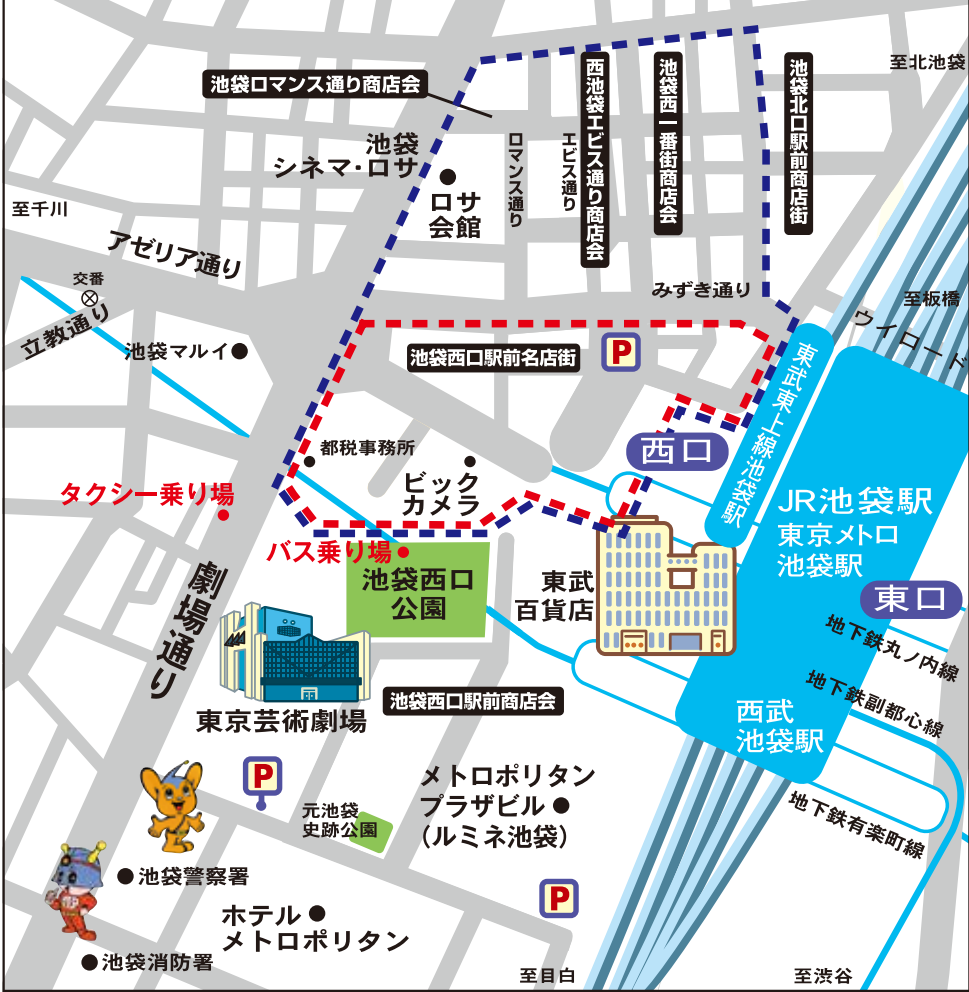 至北池袋
池袋ロマンス通り商店会
西池袋エビス通り商店会
池袋西一番街商店会
池袋北口駅前商店街
池袋
シネマ・ロサ
ロマンス通り
エビス通り
ロサ
会館
至千川
アゼリア通り
交番
立教通り
みずき通り
至板橋
ウイロード
池袋マルイ
池袋西口駅前名店街
P
東武東上線池袋駅
都税事務所
西口
ビック
カメラ
タクシー乗り場
JR池袋駅
東京メトロ
池袋駅
バス乗り場
池袋西口
公園
東武
百貨店
東口
劇場通り
地下鉄丸ノ内線
地下鉄副都心線
池袋西口駅前商店会
東京芸術劇場
西武
池袋駅
P
メトロポリタン
プラザビル
(ルミネ池袋)
元池袋
史跡公園
地下鉄有楽町線
池袋警察署
P
ホテル
メトロポリタン
池袋消防署
至目白
至渋谷